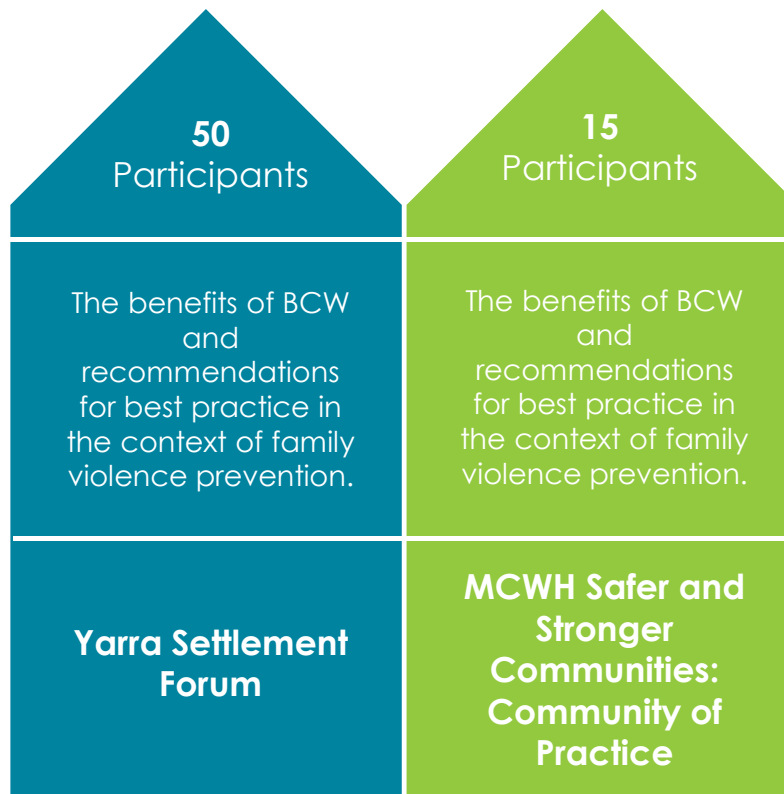 50
Participants
The benefits of BCW
and
recommendations
for best practice in
the context of family
violence prevention.
Yarra Settlement
Forum
15
Participants
The benefits of BCW
and
recommendations
for best practice in
the context of family
violence prevention.
MCWH Safer and
Stronger
Communities:
Community of
Practice